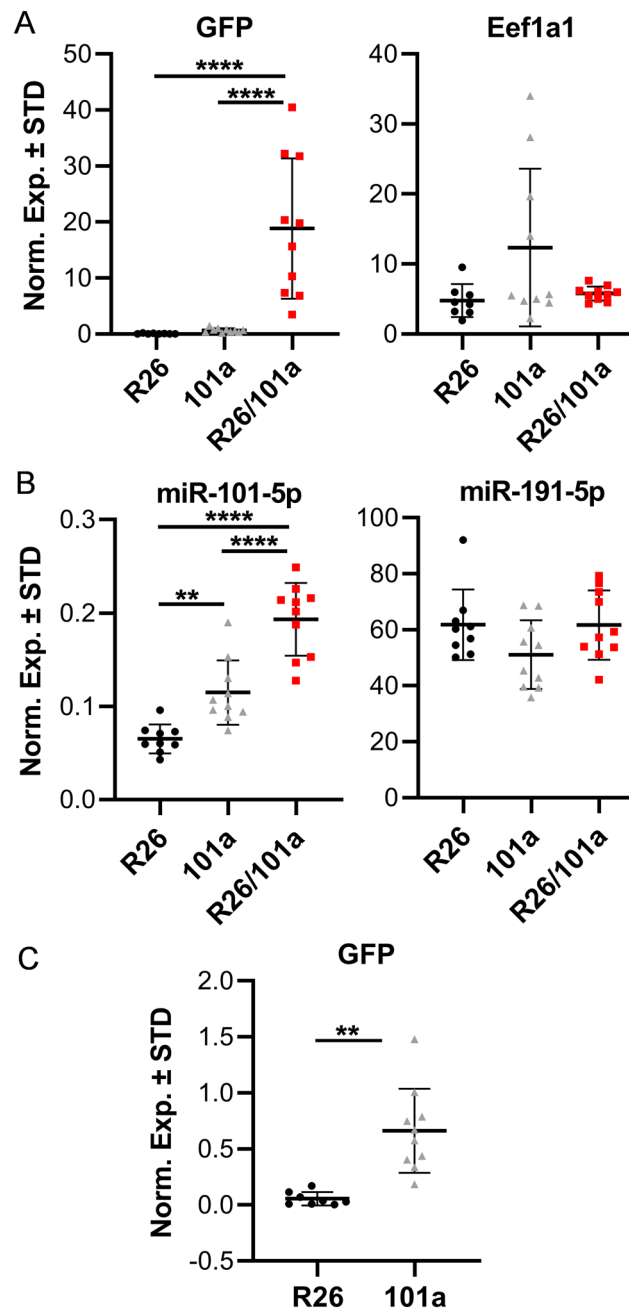 A
GFP
Eef1a1
Norm. Exp. ± STD
50
40
30
20
10
0
****
****
R26
101a
R26/101a
40
30
20
10
0
R26
101a
R26/101a
B
miR-101-5p
miR-191-5p
Norm. Exp. ± STD
0.3
0.2
0.1
0.0
****
****
**
R26
101a
R26/101a
100
80
60
40
20
0
R26
101a
R26/101a
C
GFP
Norm. Exp. ± STD
2.0
1.5
1.0
0.5
0.0
-0.5
**
R26
101a